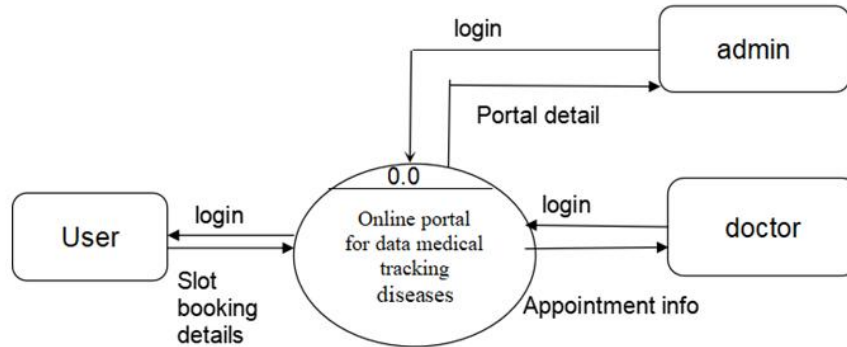 login
admin
Portal detail
0.0
login
User
Online portal
for data medical
tracking
diseases
login
doctor
Slot
booking
details
Appointment info